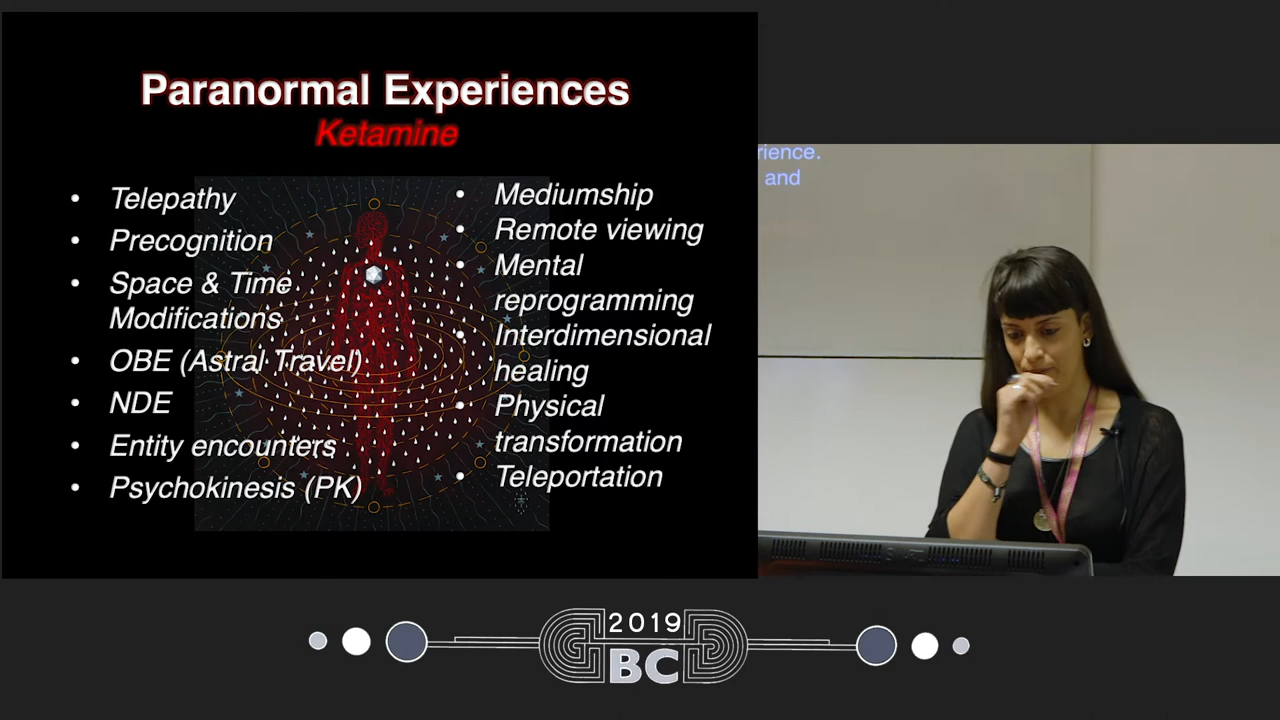 Paranormal Experiences
Ketamine
• Telepathy
• Precognition
• Space & Time
Modifications
• OBE (Astral Travel)
• NDE
• Entity encounters
• Psychokinesis (PK)
• Mediumship
• Remote viewing
• Mental
reprogramming
• Interdimensional
healing
• Physical
transformation
• Teleportation
rience.
and
2019
BC